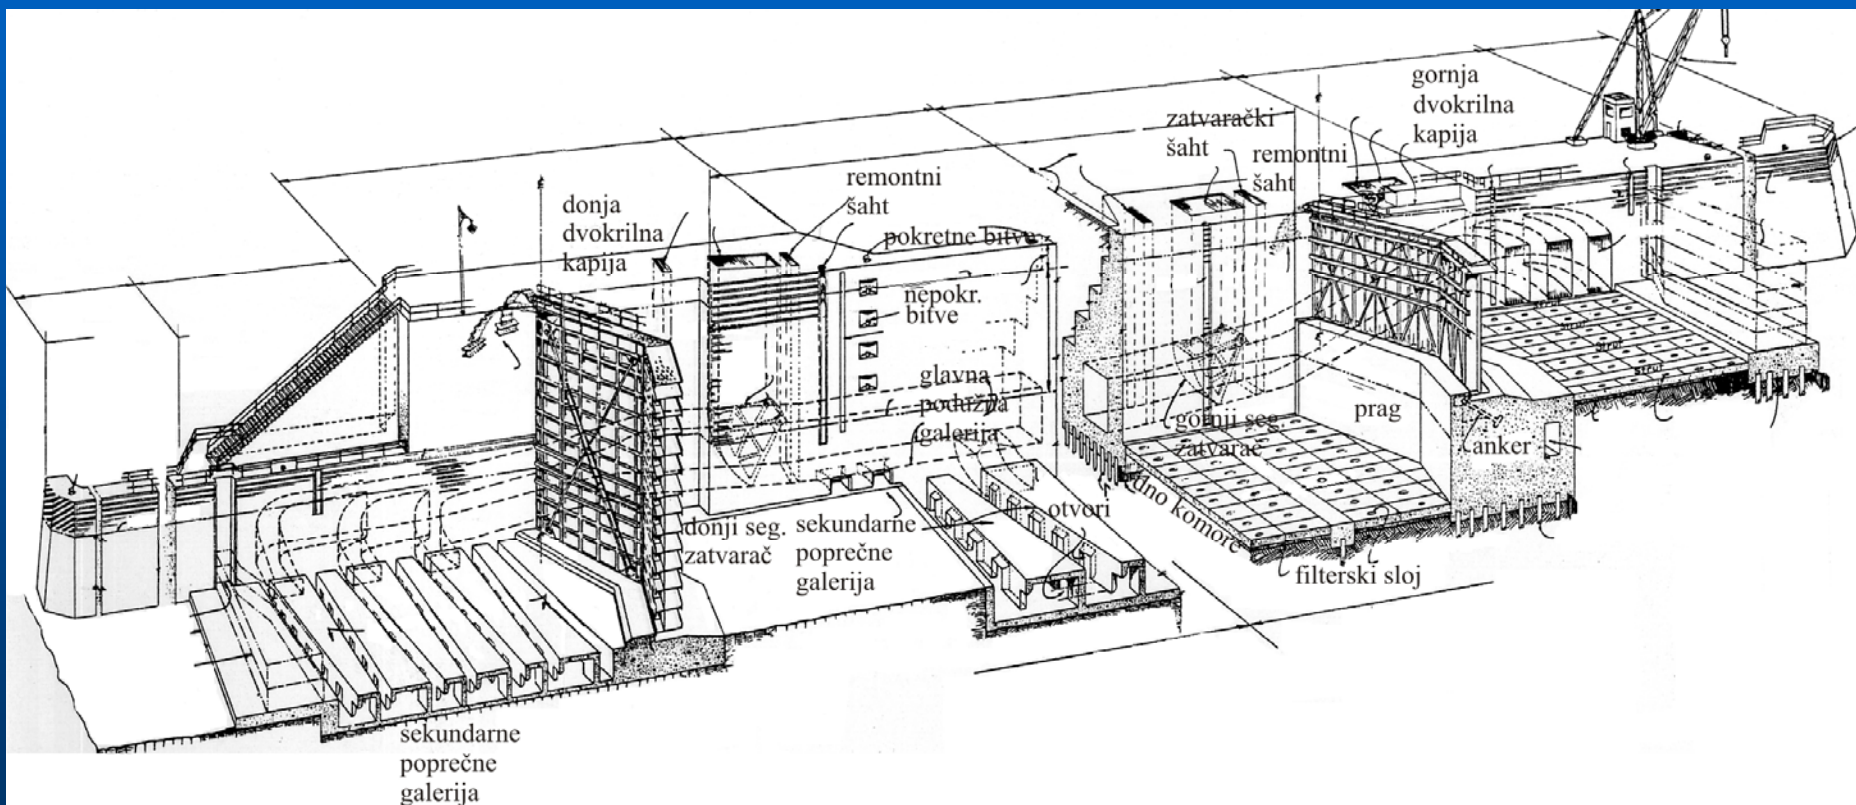 gornja
dvokrilna
kapija
zatvarački
šaht
remontni
šaht
remontni
šaht
donja
dvokrilna
kapija
pokretne bitve
nepokr.
bitve
glavna
podužna
galerija
gornji seg.
zatvarač
prag
anker
dno komore
otvori
filterski sloj
donji seg.
zatvarač
sekundarne
poprečne
galerija
sekundarne
poprečne
galerija
Strut
Strut